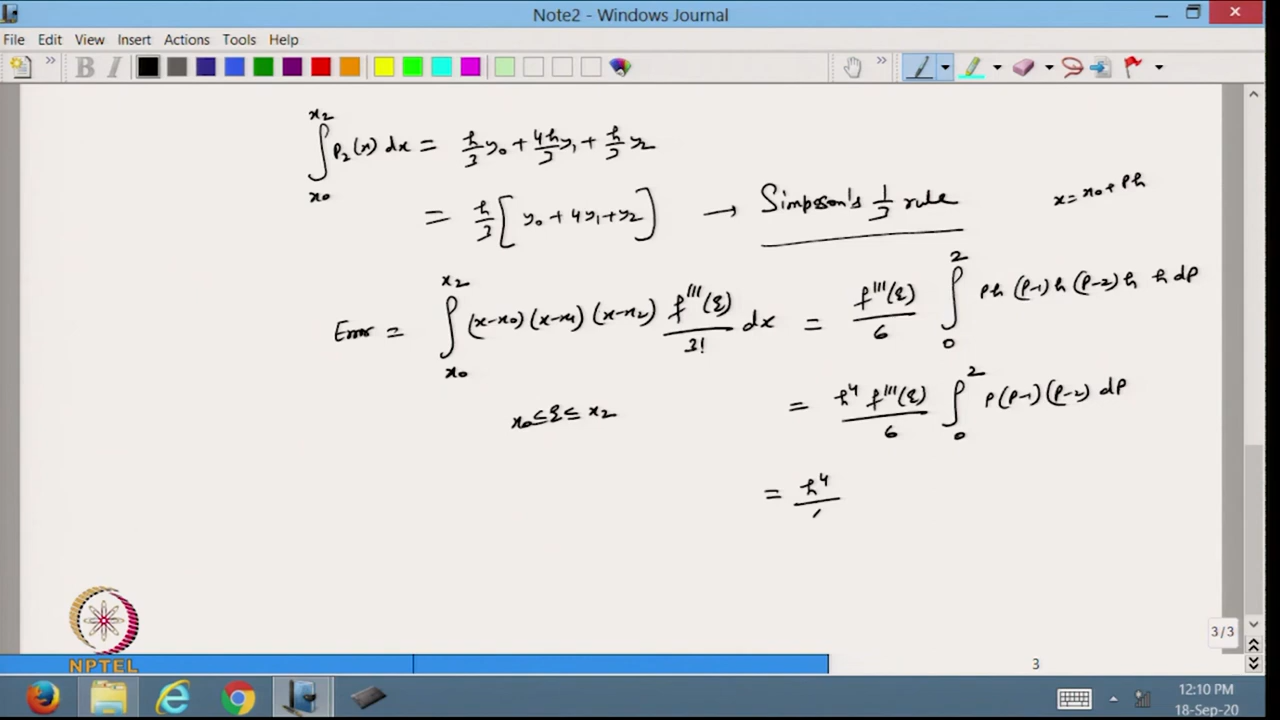 Note2 - Windows Journal
File Edit View Insert Actions Tools Help
∫_{x0}^{x2} P2(x) dx = h/3 y0 + 4h/3 y1 + h/3 y2
= h/3 [y0 + 4y1 + y2] → Simpson's 1/3 rule x = x0 + Ph
Error = ∫_{x0}^{x2} (x-x0)(x-x1)(x-x2) f'''(ξ)/3! dx = f'''(ξ)/6 ∫_0^2 Ph (P-1)h (P-2)h h dP
x0 ≤ ξ ≤ x2 = h^4 f'''(ξ)/6 ∫_0^2 P(P-1)(P-2) dP
= h^4/
3/3
NPTEL
3
12:10 PM
18-Sep-20